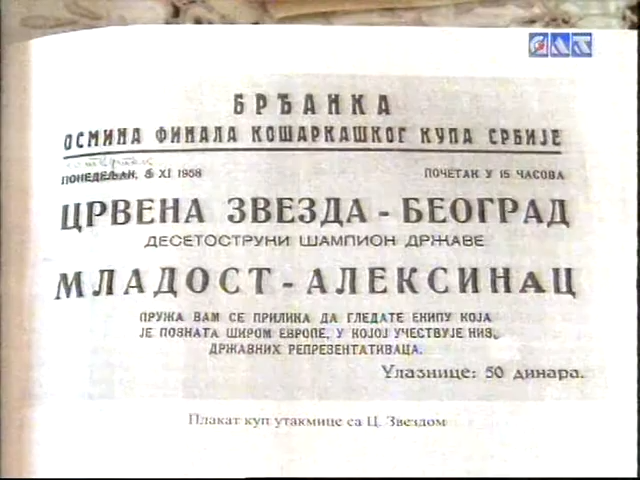 БРЂАНКА
ОСМИНА ФИНАЛА КОШАРКАШКОГ КУПА СРБИЈЕ
ПОНЕДЕЉАК, XI 1958 ПОЧЕТАК У 15 ЧАСОВА
ЦРВЕНА ЗВЕЗДА - БЕОГРАД
ДЕСЕТОСТРУНИ ШАМПИОН ДРЖАВЕ
МЛАДОСТ - АЛЕКСИНАЦ
ПРУЖА ВАМ СЕ ПРИЛИКА ДА ГЛЕДАТЕ ЕКИПУ КОЈА
ЈЕ ПОЗНАТА ШИРОМ ЕВРОПЕ, У КОЈОЈ УЧЕСТВУЈЕ НИЗ,
ДРЖАВНИХ РЕПРЕЗЕНТАТИВАЦА.
Улазнице: 50 динара.
Плакат куп утакмице са Ц. Звездом